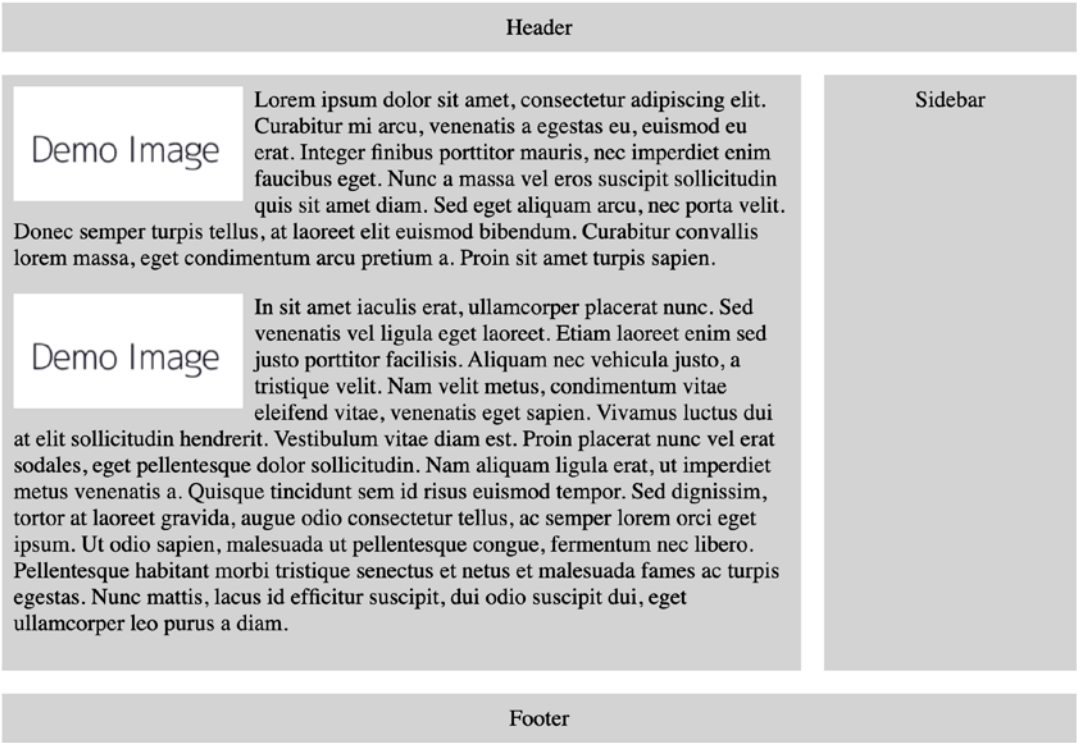 Header
Demo Image
Lorem ipsum dolor sit amet, consectetur adipiscing elit.
Curabitur mi arcu, venenatis a egestas eu, euismod eu
erat. Integer finibus porttitor mauris, nec imperdiet enim
faucibus eget. Nunc a massa vel eros suscipit sollicitudin
quis sit amet diam. Sed eget aliquam arcu, nec porta velit.
Donec semper turpis tellus, at laoreet elit euismod bibendum. Curabitur convallis
lorem massa, eget condimentum arcu pretium a. Proin sit amet turpis sapien.
Demo Image
In sit amet iaculis erat, ullamcorper placerat nunc. Sed
venenatis vel ligula eget laoreet. Etiam laoreet enim sed
justo porttitor facilisis. Aliquam nec vehicula justo, a
tristique velit. Nam velit metus, condimentum vitae
eleifend vitae, venenatis eget sapien. Vivamus luctus dui
at elit sollicitudin hendrerit. Vestibulum vitae diam est. Proin placerat nunc vel erat
sodales, eget pellentesque dolor sollicitudin. Nam aliquam ligula erat, ut imperdiet
metus venenatis a. Quisque tincidunt sem id risus euismod tempor. Sed dignissim,
tortor at laoreet gravida, augue odio consectetur tellus, ac semper lorem orci eget
ipsum. Ut odio sapien, malesuada ut pellentesque congue, fermentum nec libero.
Pellentesque habitant morbi tristique senectus et netus et malesuada fames ac turpis
egestas. Nunc mattis, lacus id efficitur suscipit, dui odio suscipit dui, eget
ullamcorper leo purus a diam.
Sidebar
Footer